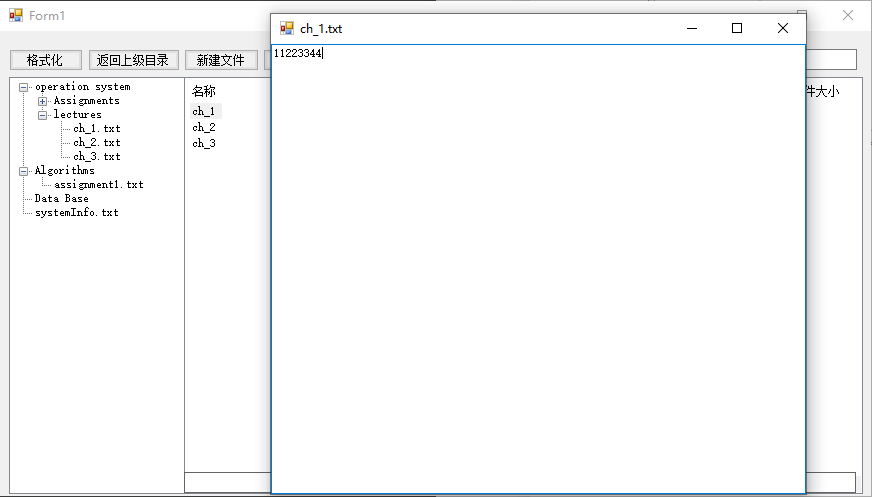 Form1
ch_1.txt
格式化
返回上级目录
新建文件
operation system
Assignments
lectures
ch_1.txt
ch_2.txt
ch_3.txt
Algorithms
assignment1.txt
Data Base
systemInfo.txt
名称
件大小
ch_1
ch_2
ch_3
11223344